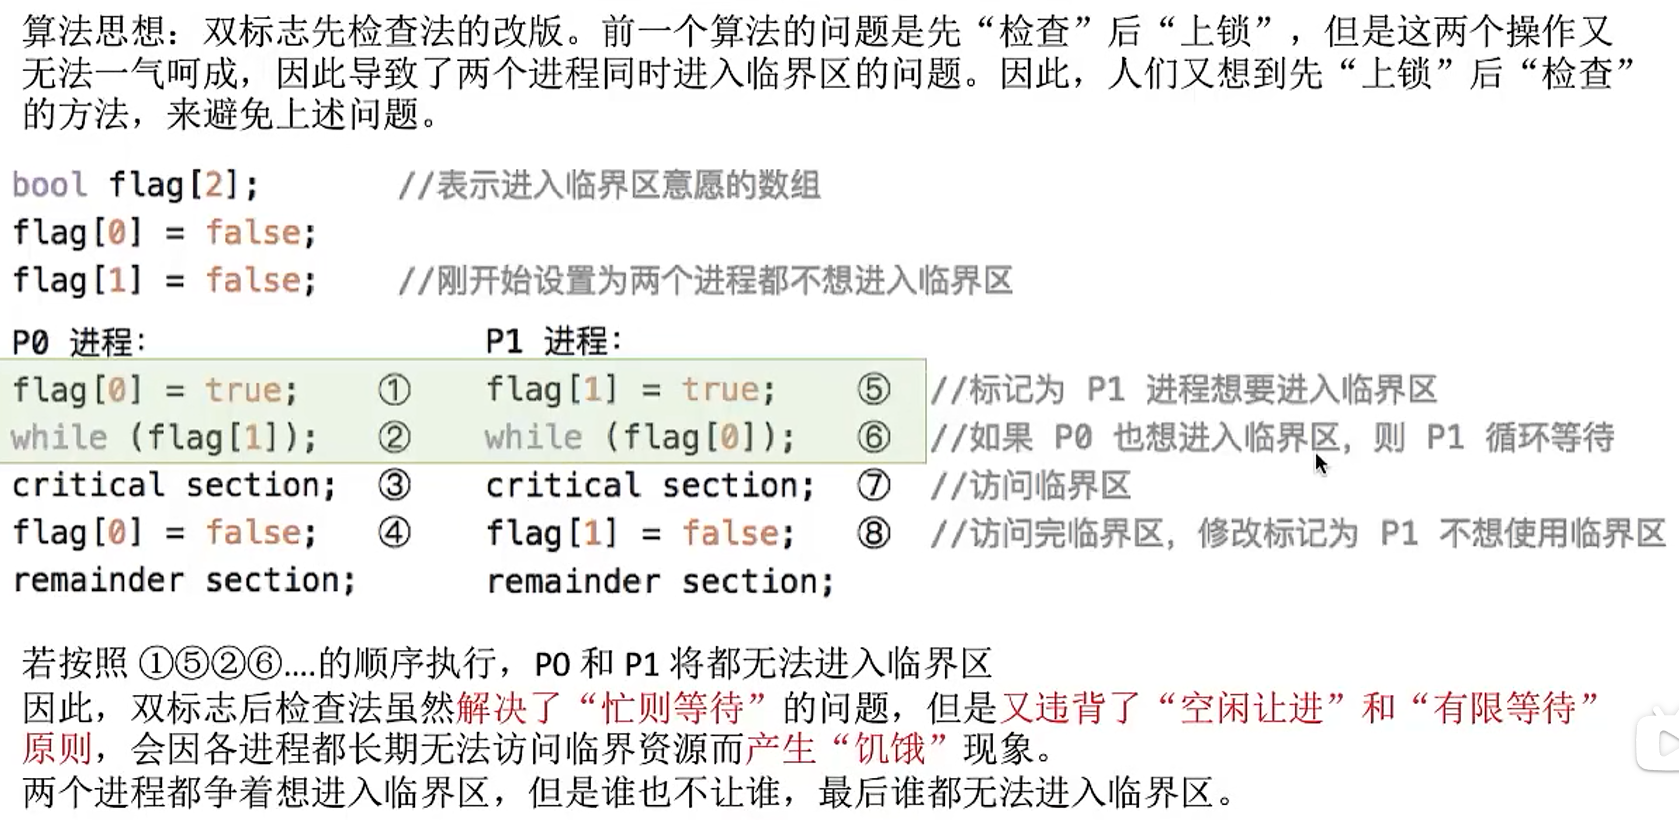 算法思想：双标志先检查法的改版。前一个算法的问题是先“检查”后“上锁”，但是这两个操作又
无法一气呵成，因此导致了两个进程同时进入临界区的问题。因此，人们又想到先“上锁”后“检查”
的方法，来避免上述问题。
bool flag[2]; //表示进入临界区意愿的数组
flag[0] = false;
flag[1] = false; //刚开始设置为两个进程都不想进入临界区
P0 进程： P1 进程：
flag[0] = true; ① flag[1] = true; ⑤ //标记为 P1 进程想要进入临界区
while (flag[1]); ② while (flag[0]); ⑥ //如果 P0 也想进入临界区，则 P1 循环等待
critical section; ③ critical section; ⑦ //访问临界区
flag[0] = false; ④ flag[1] = false; ⑧ //访问完临界区，修改标记为 P1 不想使用临界区
remainder section; remainder section;
若按照 ①⑤②⑥....的顺序执行，P0 和 P1 将都无法进入临界区
因此，双标志后检查法虽然解决了“忙则等待”的问题，但是又违背了“空闲让进”和“有限等待”
原则，会因各进程都长期无法访问临界资源而产生“饥饿”现象。
两个进程都争着想进入临界区，但是谁也不让谁，最后谁都无法进入临界区。